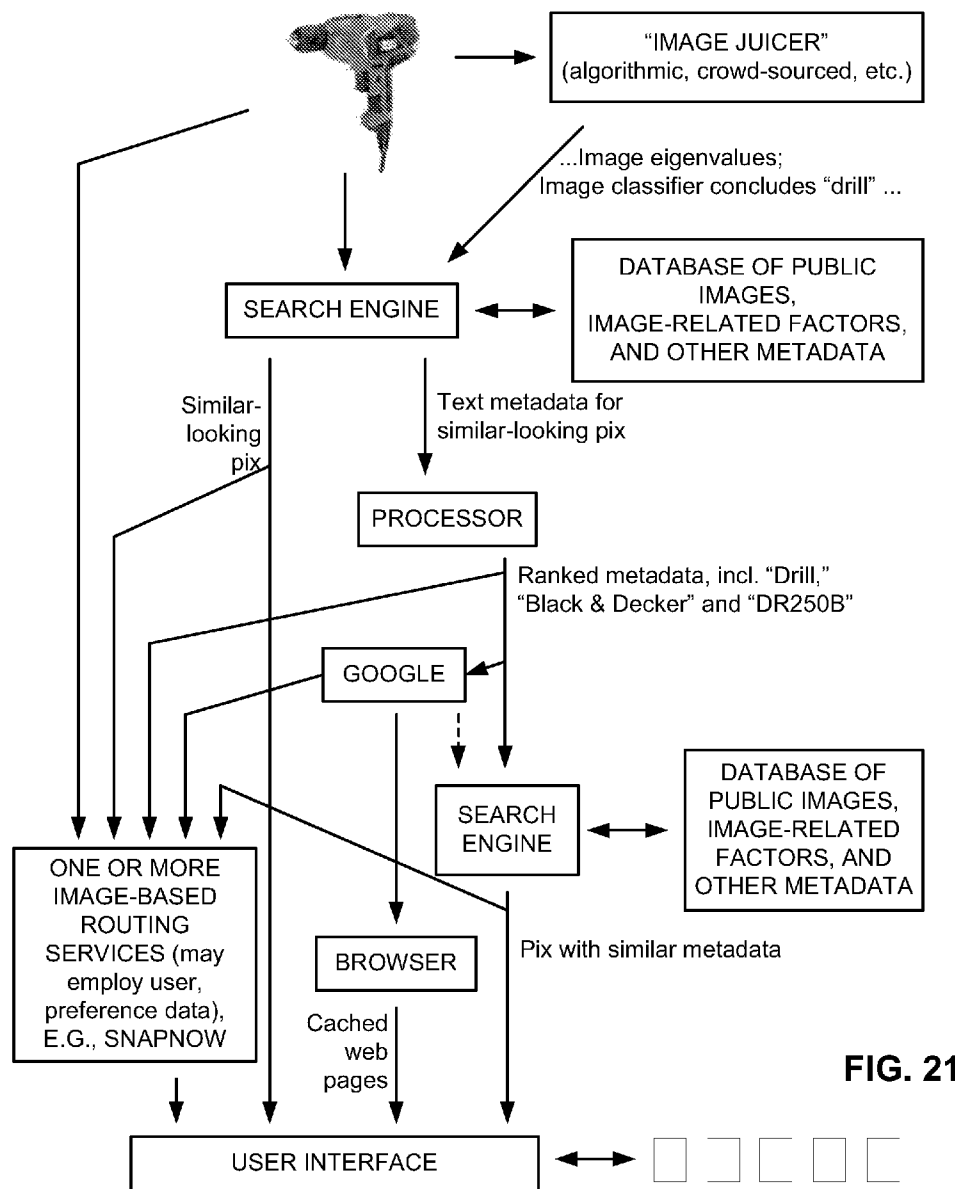 “IMAGE JUICER”
(algorithmic, crowd-sourced, etc.)
...Image eigenvalues;
Image classifier concludes “drill” ...
SEARCH ENGINE
DATABASE OF PUBLIC
IMAGES,
IMAGE-RELATED FACTORS,
AND OTHER METADATA
Similar-
looking
pix
Text metadata for
similar-looking pix
PROCESSOR
Ranked metadata, incl. “Drill,”
“Black & Decker” and “DR250B”
GOOGLE
SEARCH
ENGINE
DATABASE OF
PUBLIC IMAGES,
IMAGE-RELATED
FACTORS, AND
OTHER METADATA
ONE OR MORE
IMAGE-BASED
ROUTING
SERVICES (may
employ user,
preference data),
E.G., SNAPNOW
BROWSER
Pix with similar metadata
Cached
web
pages
FIG. 21
USER INTERFACE